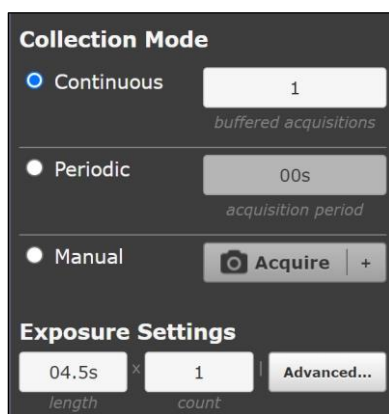 Collection Mode
Continuous
1
buffered acquisitions
Periodic
00s
acquisition period
Manual
Acquire | +
Exposure Settings
04.5s x 1 | Advanced...
length count